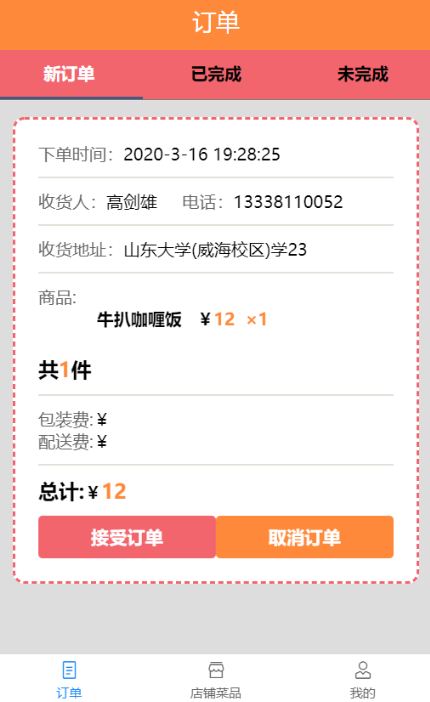 订单
新订单 已完成 未完成
下单时间：2020-3-16 19:28:25
收货人：高剑雄 电话：13338110052
收货地址：山东大学(威海校区)学23
商品:
牛扒咖喱饭 ￥12 ×1
共1件
包装费:￥
配送费:￥
总计:￥12
接受订单 取消订单
订单 店铺菜品 我的